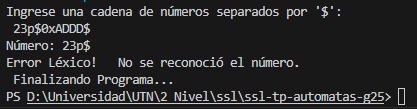 Ingrese una cadena de números separados por '$':
23p$0xADDD$
Número: 23p$
Error Léxico!   No se reconoció el número.
Finalizando Programa...
PS D:\Universidad\UTN\2 Nivel\ssl\ssl-tp-automatas-g25>